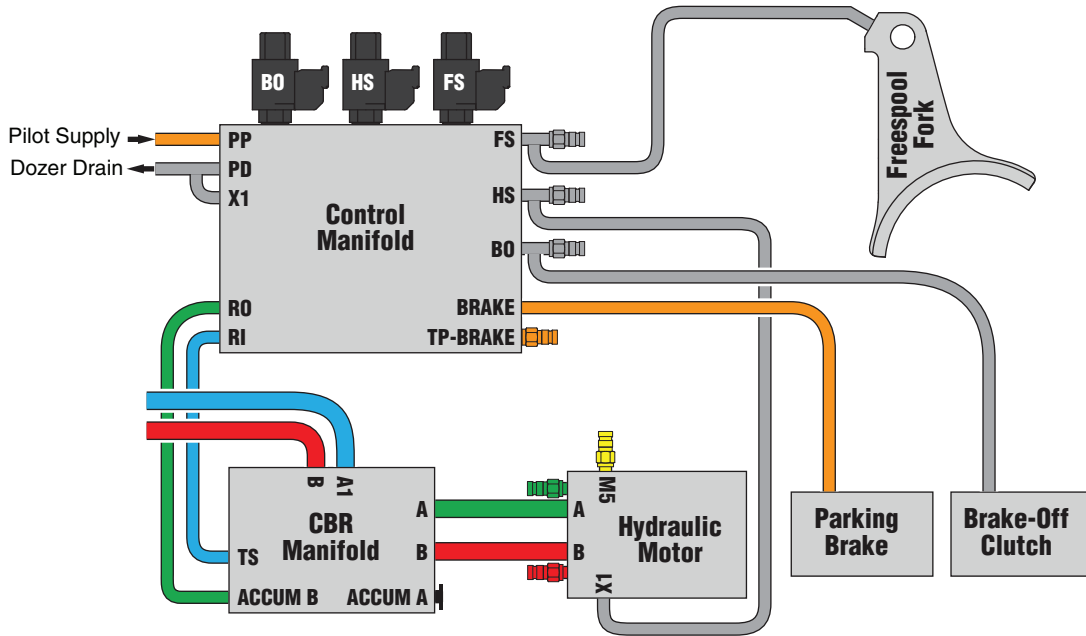 BO
HS
FS
Pilot Supply
Dozer Drain
PP
PD
X1
Control
Manifold
FS
HS
BO
RO
RI
BRAKE
TP-BRAKE
Freespool
Fork
B
A1
CBR
Manifold
A
B
TS
ACCUM B
ACCUM A
M5
A
B
Hydraulic
Motor
LX
Parking
Brake
Brake-Off
Clutch